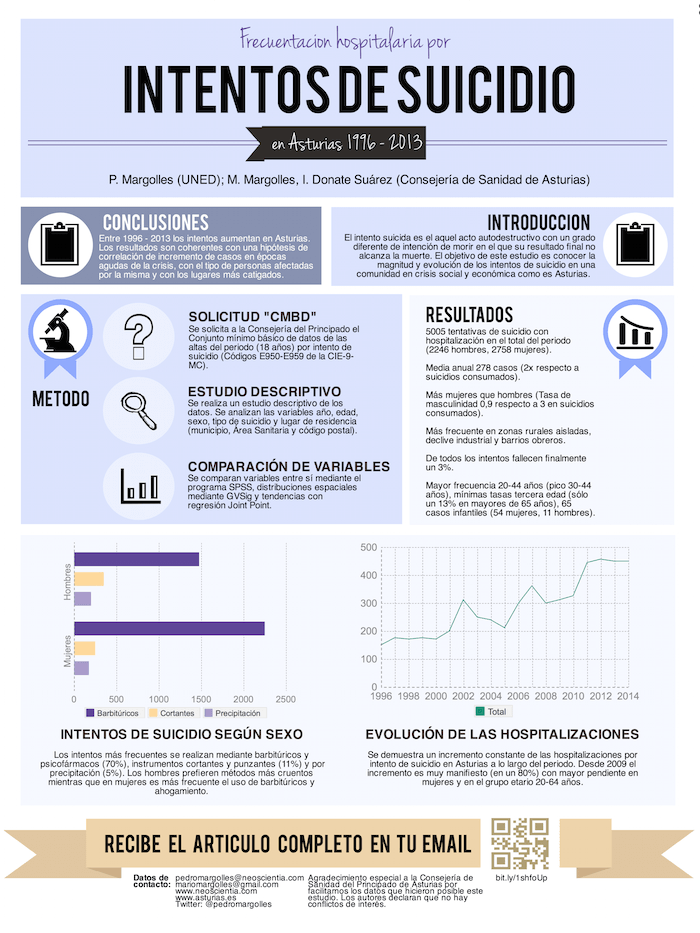 Frecuentacion hospitalaria por
INTENTOS DE SUICIDIO
en Asturias 1996 - 2013
P. Margolles (UNED); M. Margolles, I. Donate Suárez (Consejería de Sanidad de Asturias)
CONCLUSIONES
Entre 1996 - 2013 los intentos aumentan en Asturias.
Los resultados son coherentes con una hipótesis de
correlación de incremento de casos en épocas
agudas de la crisis, con el tipo de personas afectadas
por la misma y con los lugares más catigados.
INTRODUCCION
El intento suicida es el aquel acto autodestructivo con un grado
diferente de intención de morir en el que su resultado final no
alcanza la muerte. El objetivo de este estudio es conocer la
magnitud y evolución de los intentos de suicidio en una
comunidad en crisis social y económica como es Asturias.
METODO
SOLICITUD "CMBD"
Se solicita a la Consejería del Principado el
Conjunto mínimo básico de datos de las
altas del periodo (18 años) por intento de
suicidio (Códigos E950-E959 de la CIE-9-
MC).
ESTUDIO DESCRIPTIVO
Se realiza un estudio descriptivo de los
datos. Se analizan las variables año, edad,
sexo, tipo de suicidio y lugar de residencia
(municipio, Área Sanitaria y código postal).
COMPARACIÓN DE VARIABLES
Se comparan variables entre sí mediante el
programa SPSS, distribuciones espaciales
mediante GVSig y tendencias con
regresión Joint Point.
RESULTADOS
5005 tentativas de suicidio con
hospitalización en el total del periodo
(2246 hombres, 2758 mujeres).
Media anual 278 casos (2x respecto a
suicidios consumados).
Más mujeres que hombres (Tasa de
masculinidad 0,9 respecto a 3 en suicidios
consumados).
Más frecuente en zonas rurales aisladas,
declive industrial y barrios obreros.
De todos los intentos fallecen finalmente
un 3%.
Mayor frecuencia 20-44 años (pico 30-44
años), mínimas tasas tercera edad (sólo
un 13% en mayores de 65 años), 65
casos infantiles (54 mujeres, 11 hombres).
Hombres
Mujeres
0 500 1000 1500 2000 2500
Barbitúricos Cortantes Precipitación
INTENTOS DE SUICIDIO SEGÚN SEXO
Los intentos más frecuentes se realizan mediante barbitúricos y
psicofármacos (70%), instrumentos cortantes y punzantes (11%) y por
precipitación (5%). Los hombres prefieren métodos más cruentos
mientras que en mujeres es más frecuente el uso de barbitúricos y
ahogamiento.
500
400
300
200
100
0
1996 1998 2000 2002 2004 2006 2008 2010 2012 2014
Total
EVOLUCIÓN DE LAS HOSPITALIZACIONES
Se demuestra un incremento constante de las hospitalizaciones por
intento de suicidio en Asturias a lo largo del periodo. Desde 2009 el
incremento es muy manifiesto (en un 80%) con mayor pendiente en
mujeres y en el grupo etario 20-64 años.
RECIBE EL ARTICULO COMPLETO EN TU EMAIL
bit.ly/1shfoUp
Datos de contacto:
pedromargolles@neoscientia.com
mariomargolles@gmail.com
www.neoscientia.com
www.asturias.es
Twitter: @pedromargolles
Agradecimiento especial a la Consejería de
Sanidad del Principado de Asturias por
facilitarnos los datos que hicieron posible este
estudio. Los autores declaran que no hay
conflictos de interés.